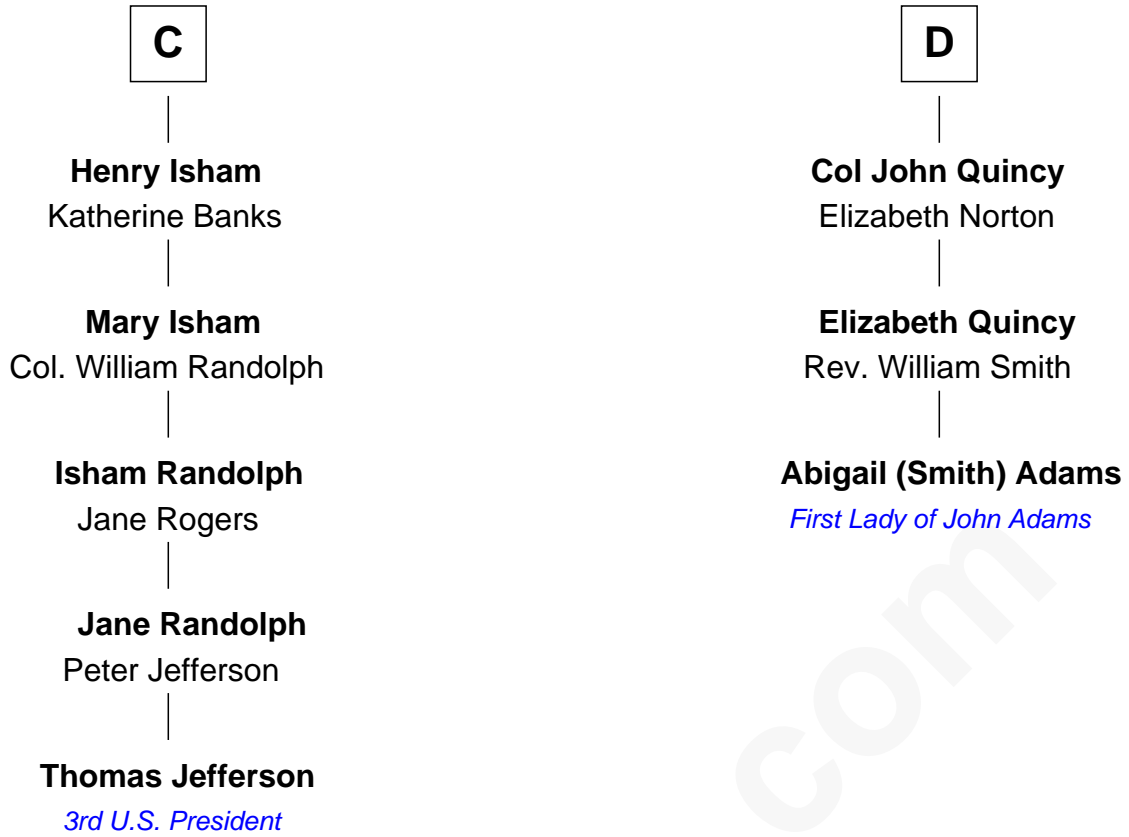 C
Henry Isham
Katherine Banks
Mary Isham
Col. William Randolph
Isham Randolph
Jane Rogers
Jane Randolph
Peter Jefferson
Thomas Jefferson
3rd U.S. President
D
Col John Quincy
Elizabeth Norton
Elizabeth Quincy
Rev. William Smith
Abigail (Smith) Adams
First Lady of John Adams
com